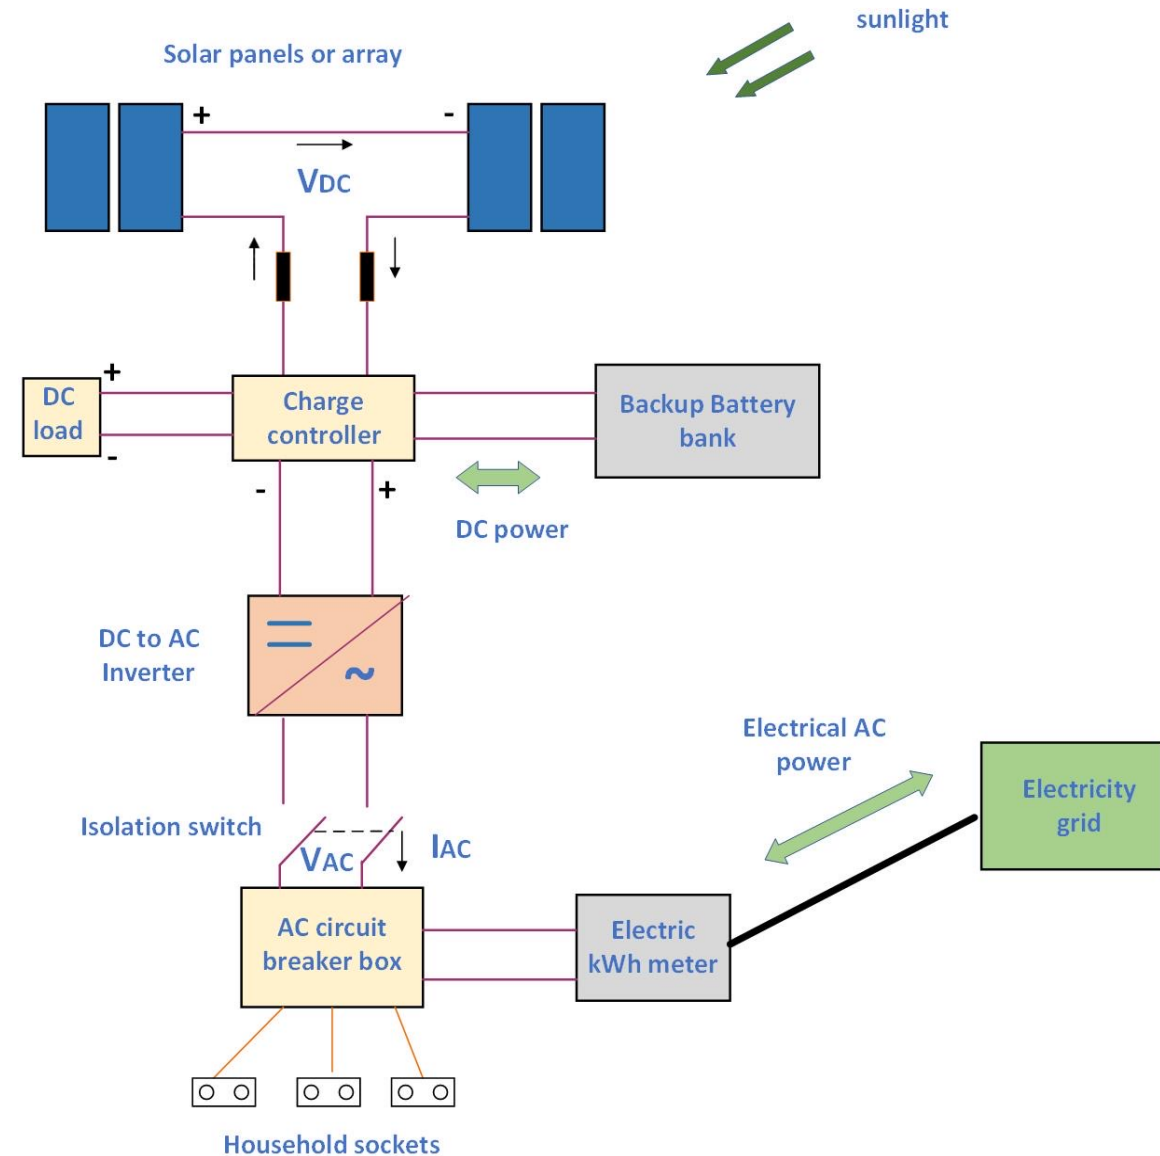 sunlight
Solar panels or array
+
-
VDC
DC
load
+
-
Charge
controller
Backup Battery
bank
-
+
DC power
DC to AC
Inverter
~
Electrical AC
power
Electricity
grid
Isolation switch
VAC
IAC
AC circuit
breaker box
Electric
kWh meter
Household sockets